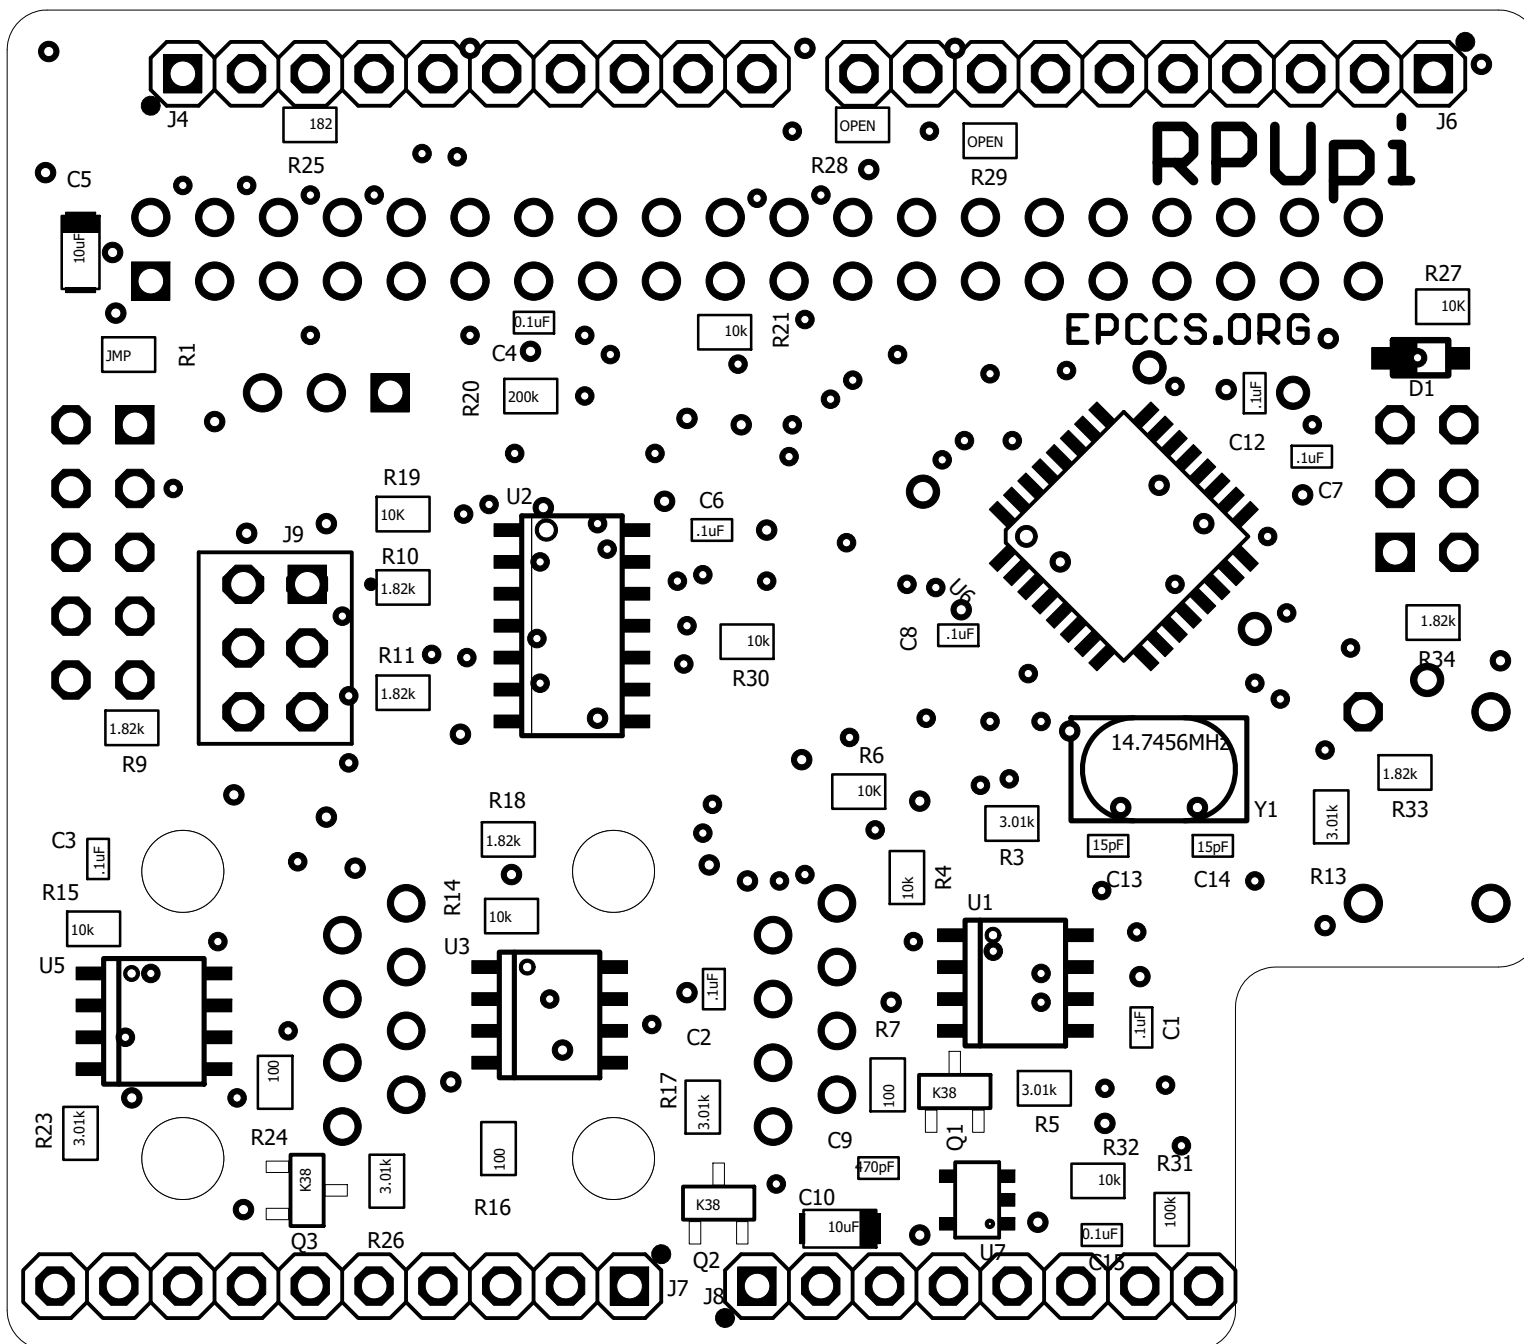 J4
182
R25
OPEN
R28
OPEN
R29
RPUpi
J6
C5
10uF
R27
10K
0.1uF
C4
10k
R21
EPCCS.ORG
JMP
R1
R20
200k
D1
.1uF
C12
.1uF
C7
R19
10K
U2
C6
.1uF
J9
R10
1.82k
U6
.1uF
C8
1.82k
R34
R11
1.82k
10k
R30
1.82k
R9
R6
10K
14.7456MHz
Y1
1.82k
R33
R18
1.82k
3.01k
R3
3.01k
R13
C3
.1uF
15pF
C13
15pF
C14
R15
10k
R14
10k
10k
R4
U1
U5
U3
.1uF
C2
R7
.1uF
C1
100
R24
R17
3.01k
100
K38
Q1
3.01k
R5
R23
3.01k
R32
10k
R31
100k
C9
470pF
100
R16
K38
Q3
3.01k
R26
K38
Q2
C10
10uF
U7
0.1uF
C15
J7
J8